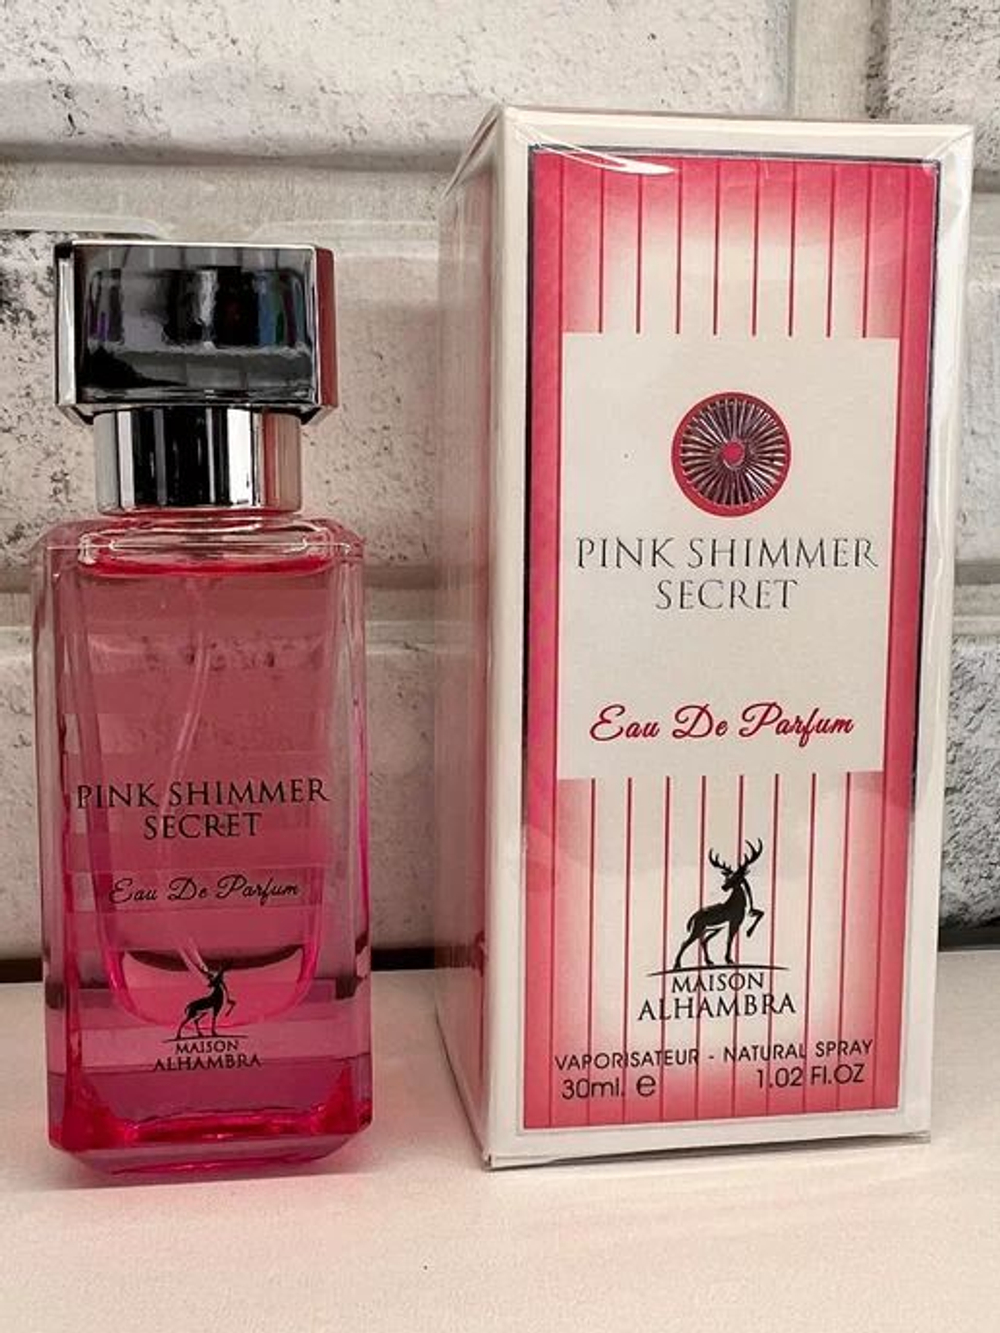 PINK SHIMMER
SECRET
Eau De Parfum
MAISON
ALHAMBRA
PINK SHIMMER
SECRET
Eau De Parfum
MAISON
ALHAMBRA
VAPORISATEUR - NATURAL SPRAY
30ml. e 1.02 Fl.OZ